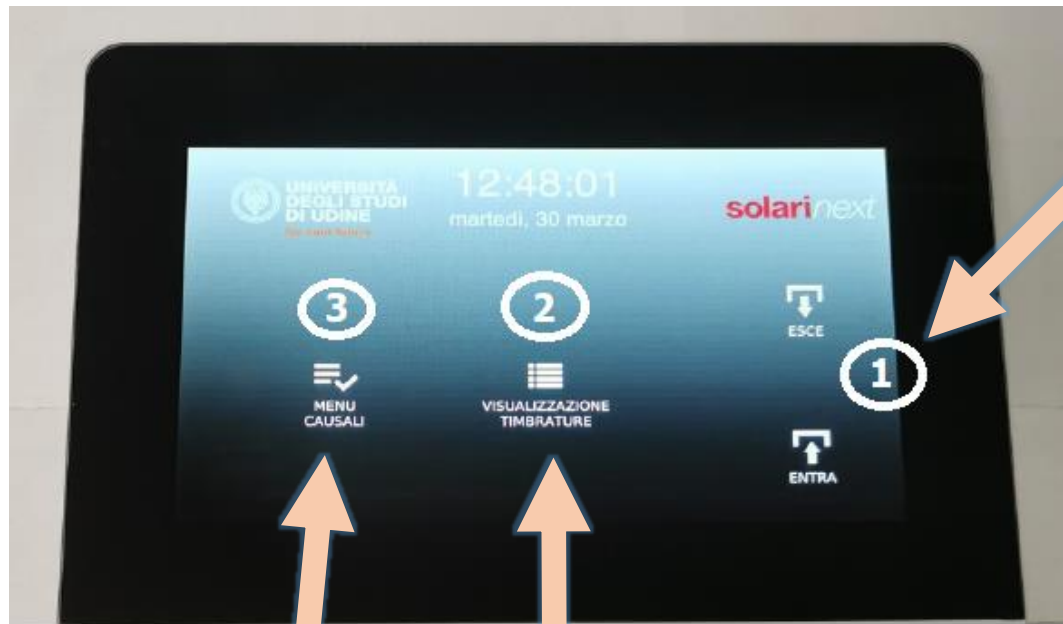 UNIVERSITÀ
DEGLI STUDI
DI UDINE
12:48:01
martedì, 30 marzo
solarinext
3
2
ESCE
1
MENU
CAUSALI
VISUALIZZAZIONE
TIMBRATURE
ENTRA